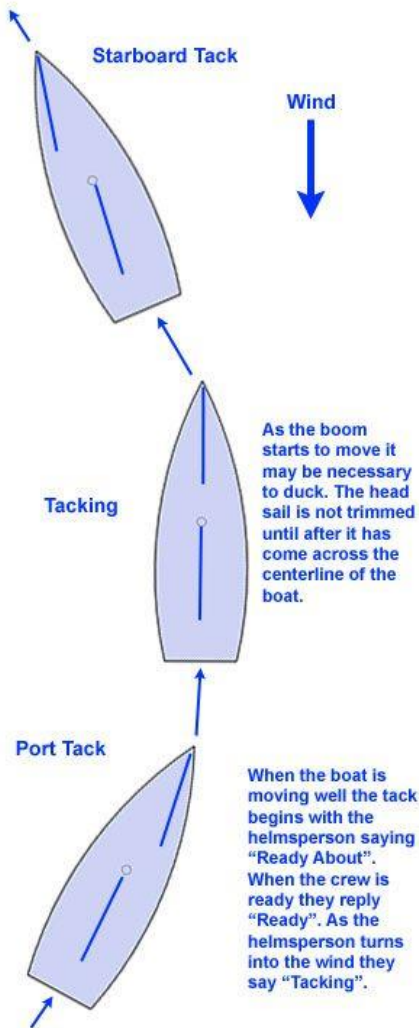 Starboard Tack
Wind
As the boom
starts to move it
may be necessary
to duck. The head
sail is not trimmed
until after it has
come across the
centerline of the
boat.
Tacking
Port Tack
When the boat is
moving well the tack
begins with the
helmsperson saying
“Ready About”.
When the crew is
ready they reply
“Ready”. As the
helmsperson turns
into the wind they
say “Tacking”.